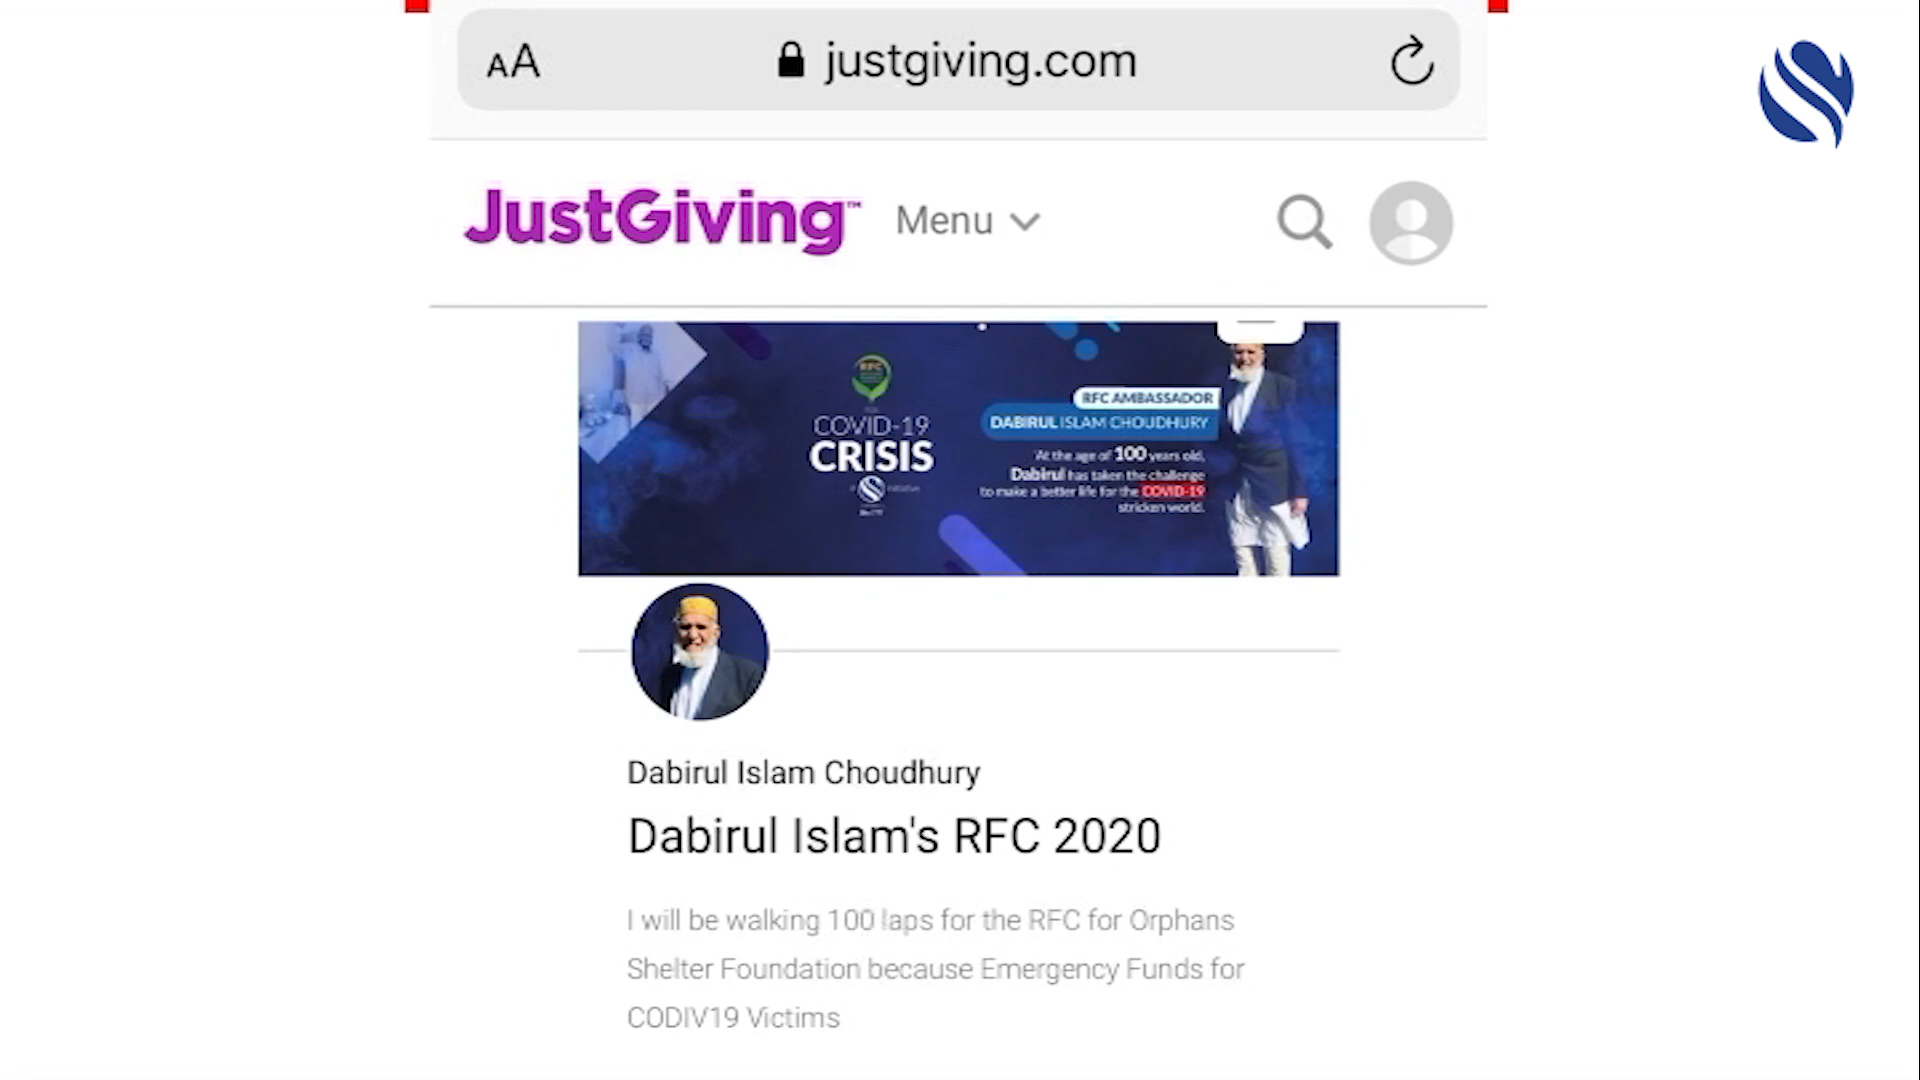 AA justgiving.com
JustGiving™ Menu
RFC
COVID-19
CRISIS
RFC AMBASSADOR
DABIRUL ISLAM CHOUDHURY
At the age of 100 years old,
Dabirul has taken the challenge
to make a better life for the COVID-19
stricken world.
Dabirul Islam Choudhury
Dabirul Islam's RFC 2020
I will be walking 100 laps for the RFC for Orphans
Shelter Foundation because Emergency Funds for
CODIV19 Victims